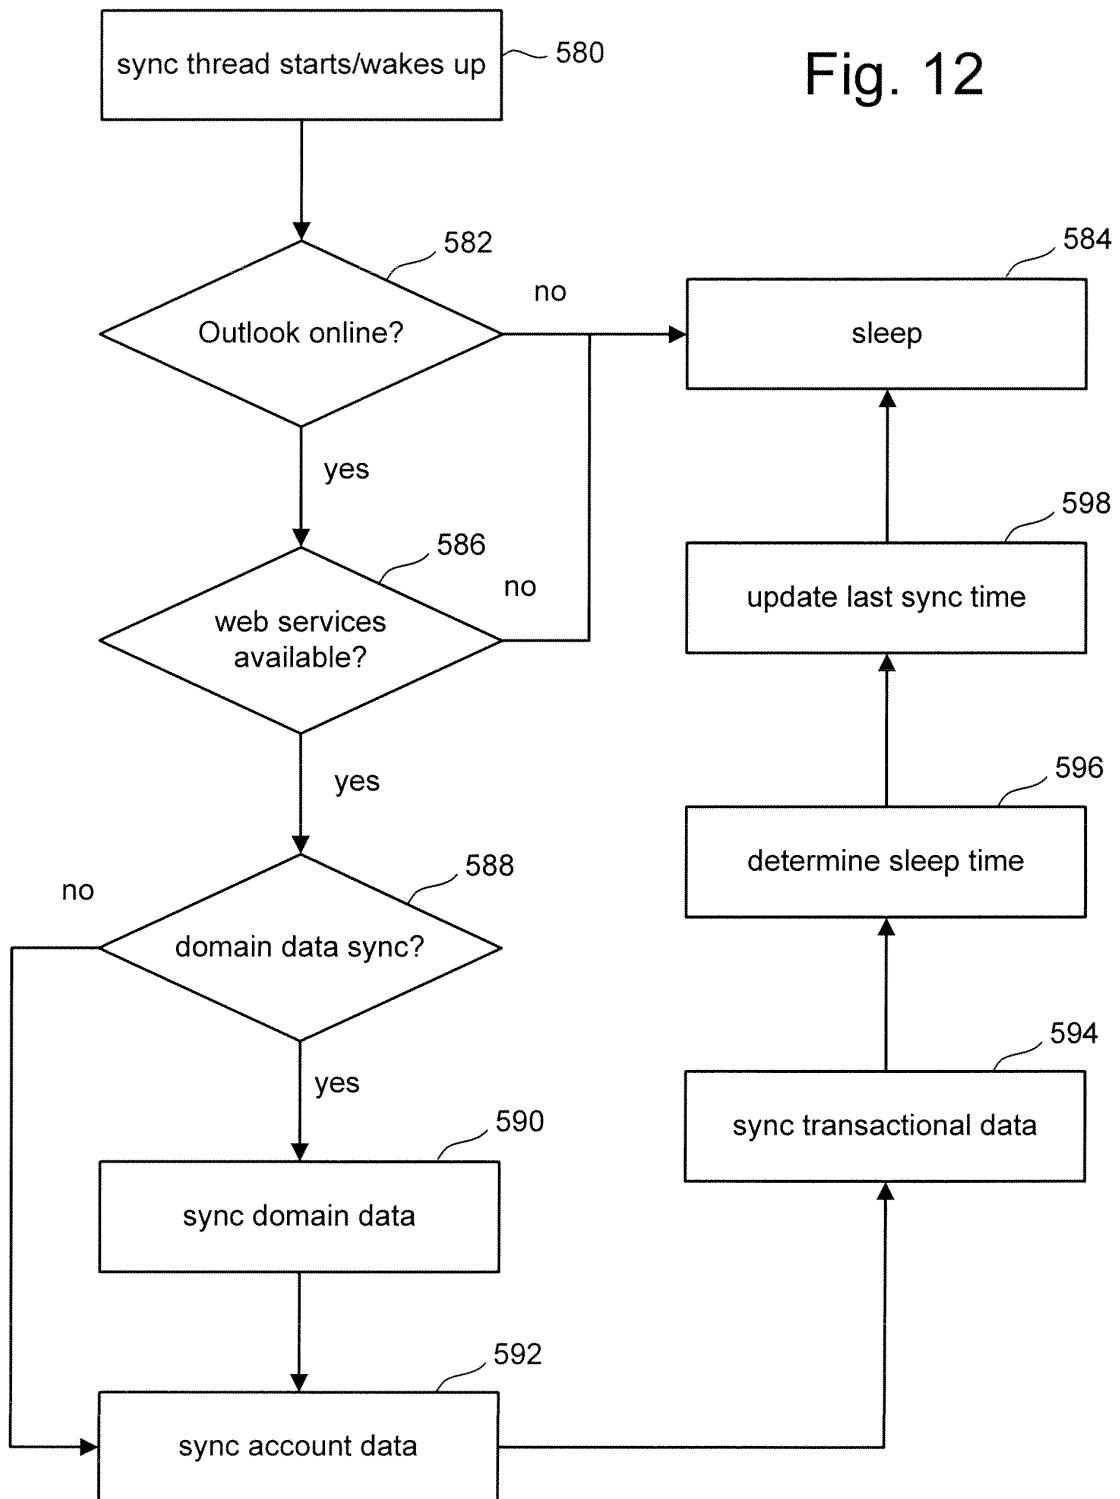 sync thread starts/wakes up
580
Fig. 12
582
Outlook online?
no
584
sleep
yes
586
web services
available?
no
598
update last sync time
yes
596
determine sleep time
588
no
domain data sync?
yes
594
sync transactional data
590
sync domain data
592
sync account data